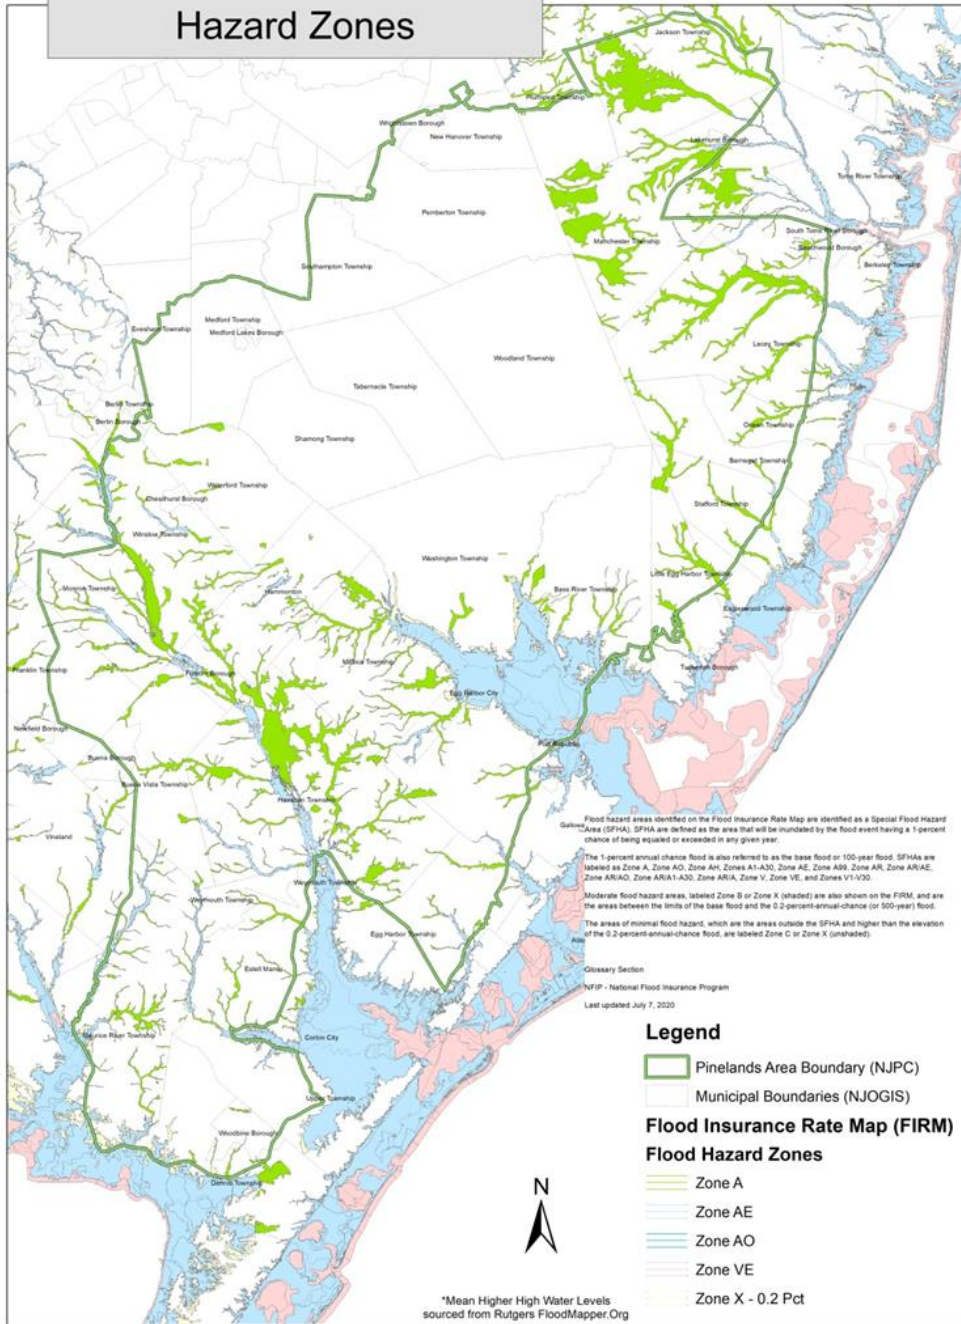 Hazard Zones
Jackson Township
Plumsted Township
Wrightstown Borough
New Hanover Township
Lakehurst Borough
Toms River Township
Pemberton Township
South Toms River Borough
Manchester Township
Beachwood Borough
Southampton Township
Berkeley Township
Medford Township
Evesham Township
Medford Lakes Borough
Lacey Township
Woodland Township
Tabernacle Township
Berlin Township
Berlin Borough
Ocean Township
Shamong Township
Barnegat Township
Waterford Township
Chesilhurst Borough
Stafford Township
Winslow Township
Washington Township
Little Egg Harbor Township
Monroe Township
Hammonton
Bass River Township
Eagleswood Township
Mullica Township
Franklin Township
Folsom Borough
Tuckerton Borough
Egg Harbor City
Newfield Borough
Port Republic
Buena Borough
Buena Vista Township
Hamilton Township
Vineland
Weymouth Township
Egg Harbor Township
Estell Manor
Maurice River Township
Corbin City
Upper Township
Woodbine Borough
Dennis Township
Flood hazard areas identified on the Flood Insurance Rate Map are identified as a Special Flood Hazard
Area (SFHA). SFHA are defined as the area that will be inundated by the flood event having a 1-percent
chance of being equaled or exceeded in any given year.
The 1-percent annual chance flood is also referred to as the base flood or 100-year flood. SFHAs are
labeled as Zone A, Zone AO, Zone AH, Zones A1-A30, Zone AE, Zone A99, Zone AR, Zone AR/AE,
Zone AR/AO, Zone AR/A1-A30, Zone AR/A, Zone V, Zone VE, and Zones V1-V30.
Moderate flood hazard areas, labeled Zone B or Zone X (shaded) are also shown on the FIRM, and are
the areas between the limits of the base flood and the 0.2-percent-annual-chance (or 500-year) flood.
The areas of minimal flood hazard, which are the areas outside the SFHA and higher than the elevation
of the 0.2-percent-annual-chance flood, are labeled Zone C or Zone X (unshaded).
Glossary Section
NFIP - National Flood Insurance Program
Last updated July 7, 2020
Legend
Pinelands Area Boundary (NJPC)
Municipal Boundaries (NJOGIS)
Flood Insurance Rate Map (FIRM)
Flood Hazard Zones
Zone A
Zone AE
Zone AO
Zone VE
Zone X - 0.2 Pct
N
*Mean Higher High Water Levels
sourced from Rutgers FloodMapper.Org